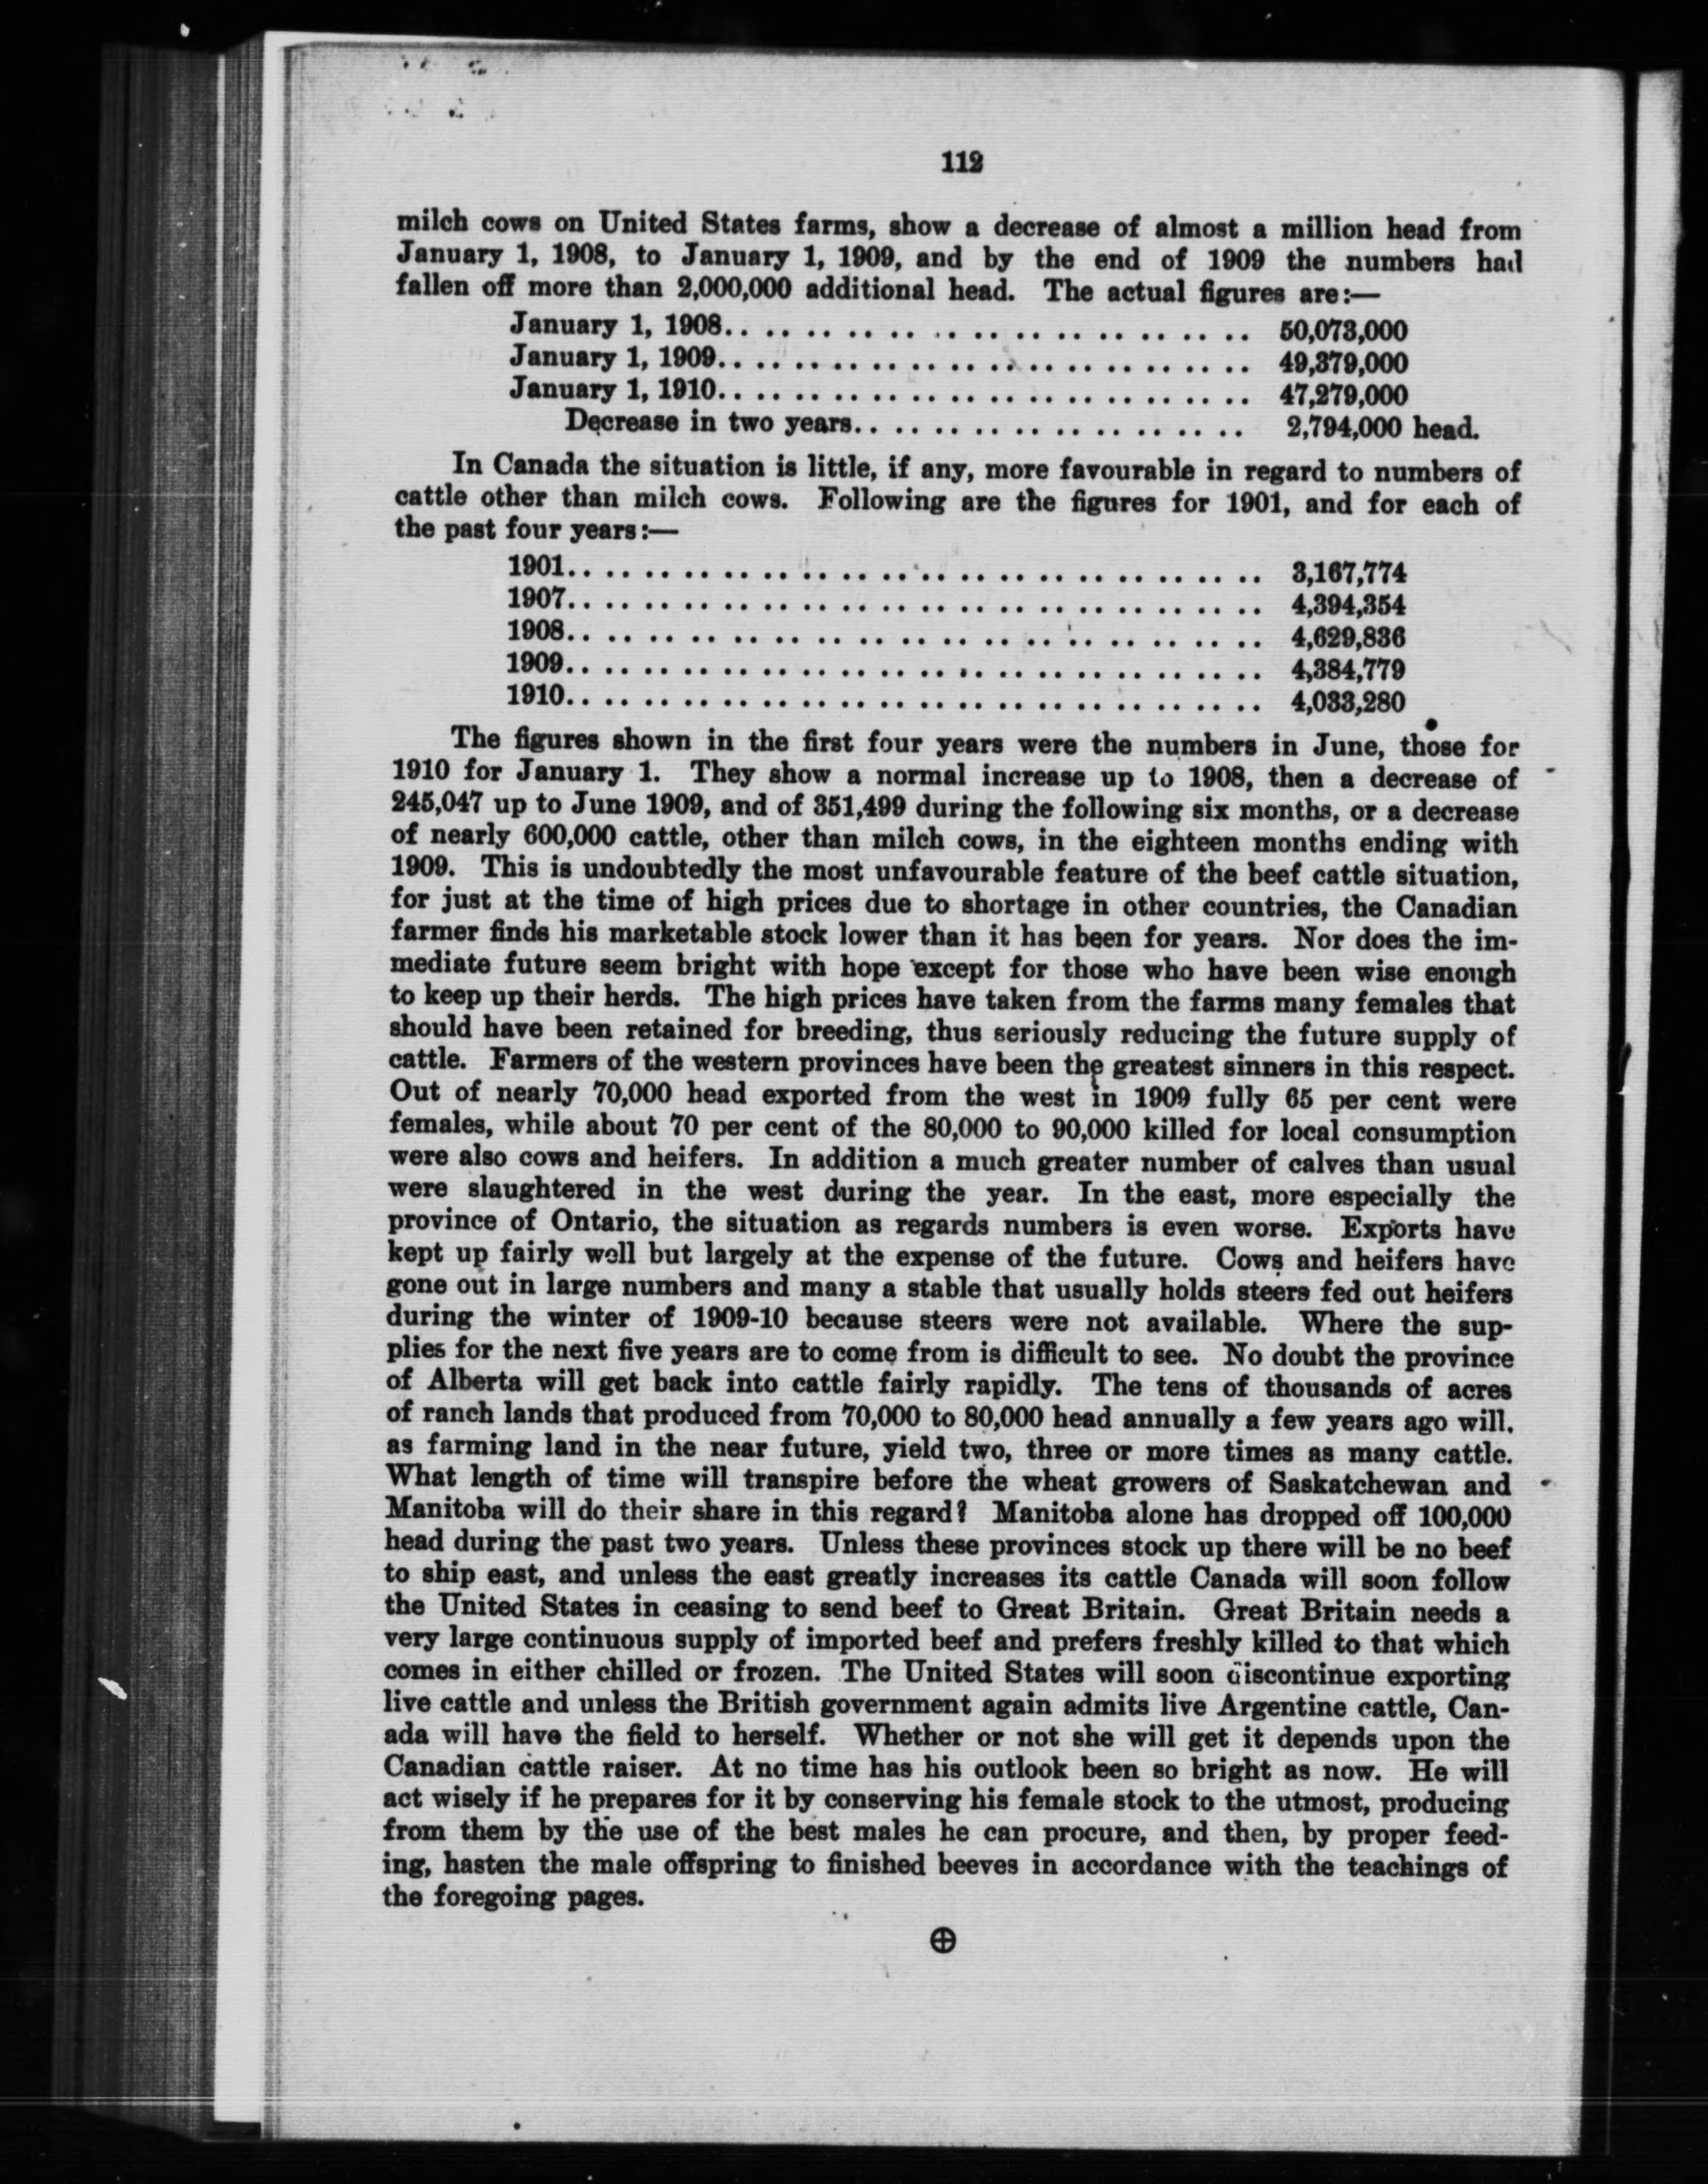 112
milch cows on United States farms, show a decrease of almost a million head from
January 1, 1908, to January 1, 1909, and by the end of 1909 the numbers had
fallen off more than 2,000,000 additional head. The actual figures are:—
January 1, 1908.. .. .. .. .. .. .. .. .. .. .. .. .. .. 50,073,000
January 1, 1909.. .. .. .. .. .. .. .. .. .. .. .. .. .. 49,379,000
January 1, 1910.. .. .. .. .. .. .. .. .. .. .. .. .. .. 47,279,000
Decrease in two years.. .. .. .. .. .. .. .. .. .. 2,794,000 head.
In Canada the situation is little, if any, more favourable in regard to numbers of
cattle other than milch cows. Following are the figures for 1901, and for each of
the past four years:—
1901.. .. .. .. .. .. .. .. .. .. .. .. .. .. .. .. .. .. 3,167,774
1907.. .. .. .. .. .. .. .. .. .. .. .. .. .. .. .. .. .. 4,394,354
1908.. .. .. .. .. .. .. .. .. .. .. .. .. .. .. .. .. .. 4,629,836
1909.. .. .. .. .. .. .. .. .. .. .. .. .. .. .. .. .. .. 4,384,779
1910.. .. .. .. .. .. .. .. .. .. .. .. .. .. .. .. .. .. 4,033,280
The figures shown in the first four years were the numbers in June, those for
1910 for January 1. They show a normal increase up to 1908, then a decrease of
245,047 up to June 1909, and of 351,499 during the following six months, or a decrease
of nearly 600,000 cattle, other than milch cows, in the eighteen months ending with
1909. This is undoubtedly the most unfavourable feature of the beef cattle situation,
for just at the time of high prices due to shortage in other countries, the Canadian
farmer finds his marketable stock lower than it has been for years. Nor does the im-
mediate future seem bright with hope except for those who have been wise enough
to keep up their herds. The high prices have taken from the farms many females that
should have been retained for breeding, thus seriously reducing the future supply of
cattle. Farmers of the western provinces have been the greatest sinners in this respect.
Out of nearly 70,000 head exported from the west in 1909 fully 65 per cent were
females, while about 70 per cent of the 80,000 to 90,000 killed for local consumption
were also cows and heifers. In addition a much greater number of calves than usual
were slaughtered in the west during the year. In the east, more especially the
province of Ontario, the situation as regards numbers is even worse. Exports have
kept up fairly well but largely at the expense of the future. Cows and heifers have
gone out in large numbers and many a stable that usually holds steers fed out heifers
during the winter of 1909-10 because steers were not available. Where the sup-
plies for the next five years are to come from is difficult to see. No doubt the province
of Alberta will get back into cattle fairly rapidly. The tens of thousands of acres
of ranch lands that produced from 70,000 to 80,000 head annually a few years ago will,
as farming land in the near future, yield two, three or more times as many cattle.
What length of time will transpire before the wheat growers of Saskatchewan and
Manitoba will do their share in this regard? Manitoba alone has dropped off 100,000
head during the past two years. Unless these provinces stock up there will be no beef
to ship east, and unless the east greatly increases its cattle Canada will soon follow
the United States in ceasing to send beef to Great Britain. Great Britain needs a
very large continuous supply of imported beef and prefers freshly killed to that which
comes in either chilled or frozen. The United States will soon discontinue exporting
live cattle and unless the British government again admits live Argentine cattle, Can-
ada will have the field to herself. Whether or not she will get it depends upon the
Canadian cattle raiser. At no time has his outlook been so bright as now. He will
act wisely if he prepares for it by conserving his female stock to the utmost, producing
from them by the use of the best males he can procure, and then, by proper feed-
ing, hasten the male offspring to finished beeves in accordance with the teachings of
the foregoing pages.